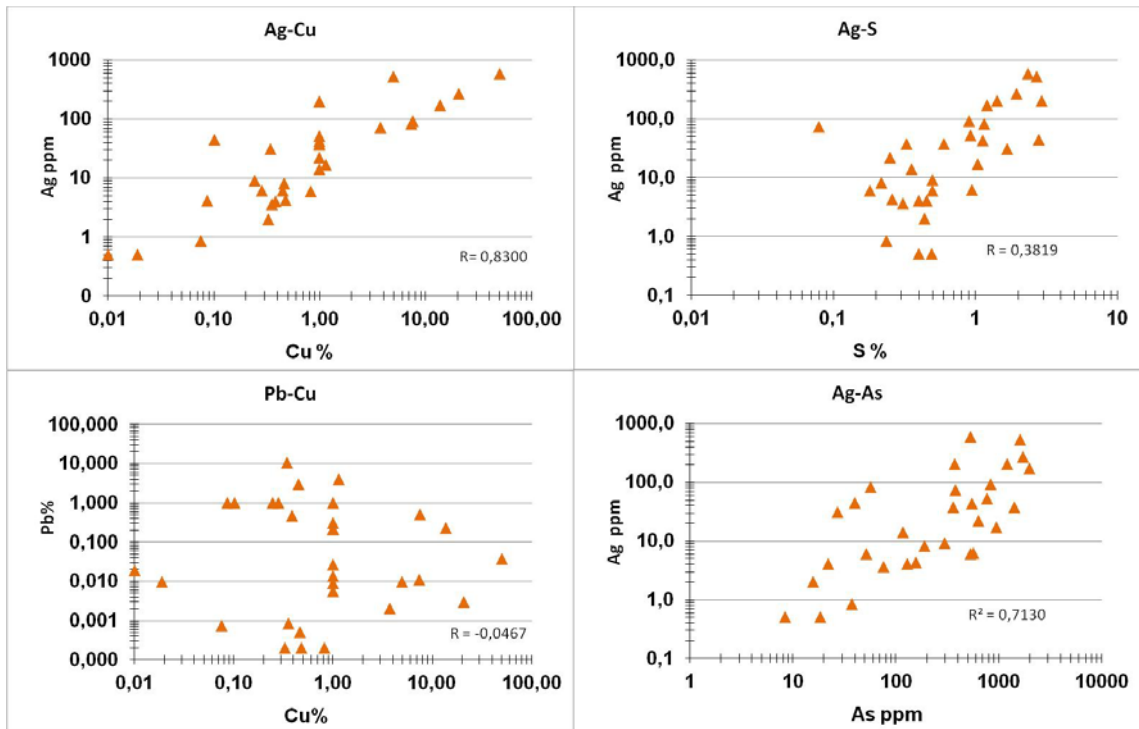 Ag-Cu
1000
100
10
1
0
Ag ppm
0,01 0,10 1,00 10,00 100,00
Cu %
R= 0,8300
Ag-S
1000,0
100,0
10,0
1,0
0,1
Ag ppm
0,01 0,1 1 10
S %
R = 0,3819
Pb-Cu
100,000
10,000
1,000
0,100
0,010
0,001
0,000
Pb%
0,01 0,10 1,00 10,00 100,00
Cu%
R = -0,0467
Ag-As
1000,0
100,0
10,0
1,0
0,1
Ag ppm
1 10 100 1000 10000
As ppm
R² = 0,7130